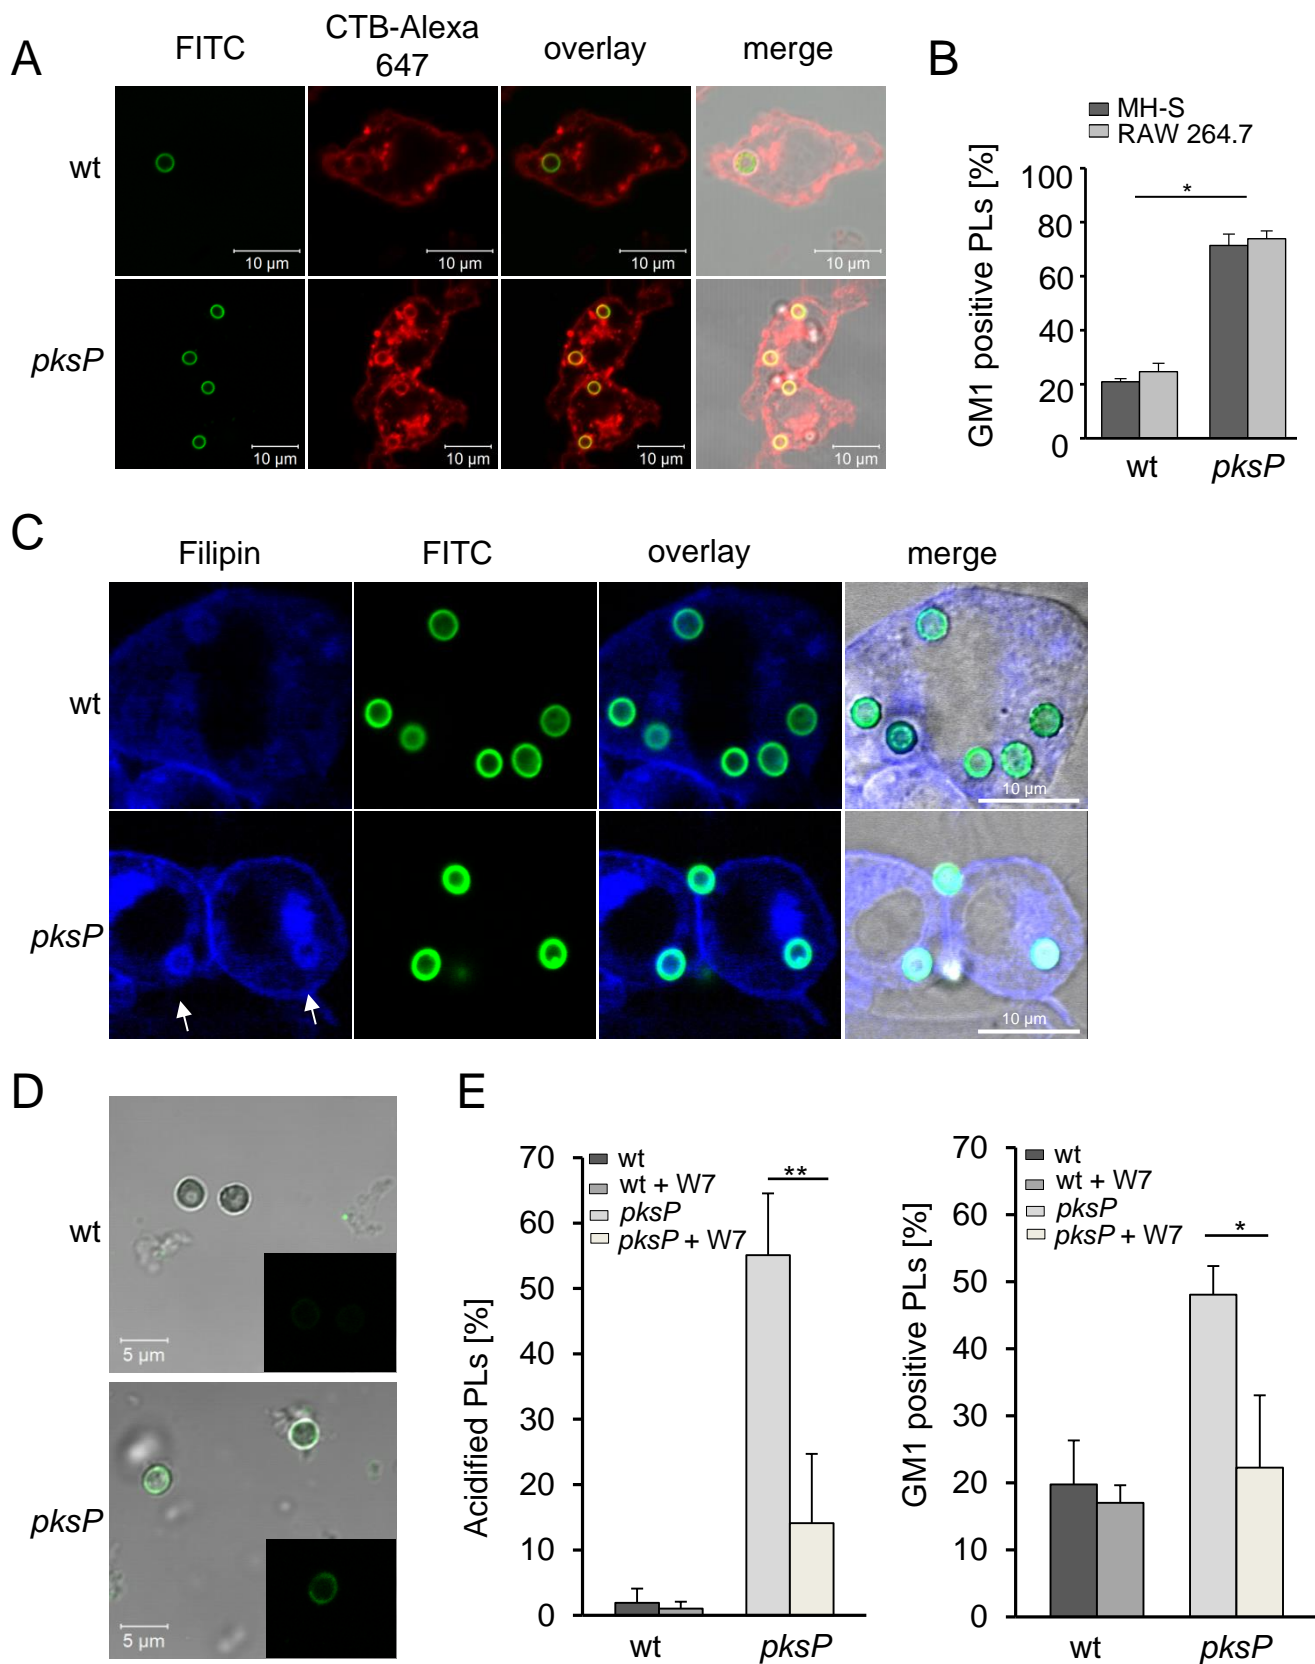 A
FITC
CTB-Alexa
647
overlay
merge
wt
10 µm
10 µm
10 µm
10 µm
pksP
10 µm
10 µm
10 µm
10 µm
B
MH-S
RAW 264.7
GM1 positive PLs [%]
100
80
60
40
20
0
*
wt
pksP
C
Filipin
FITC
overlay
merge
wt
10 µm
pksP
10 µm
D
wt
5 µm
pksP
5 µm
E
wt
wt + W7
pksP
pksP + W7
**
Acidified PLs [%]
70
60
50
40
30
20
10
0
wt
pksP
wt
wt + W7
pksP
pksP + W7
*
GM1 positive PLs [%]
70
60
50
40
30
20
10
0
wt
pksP